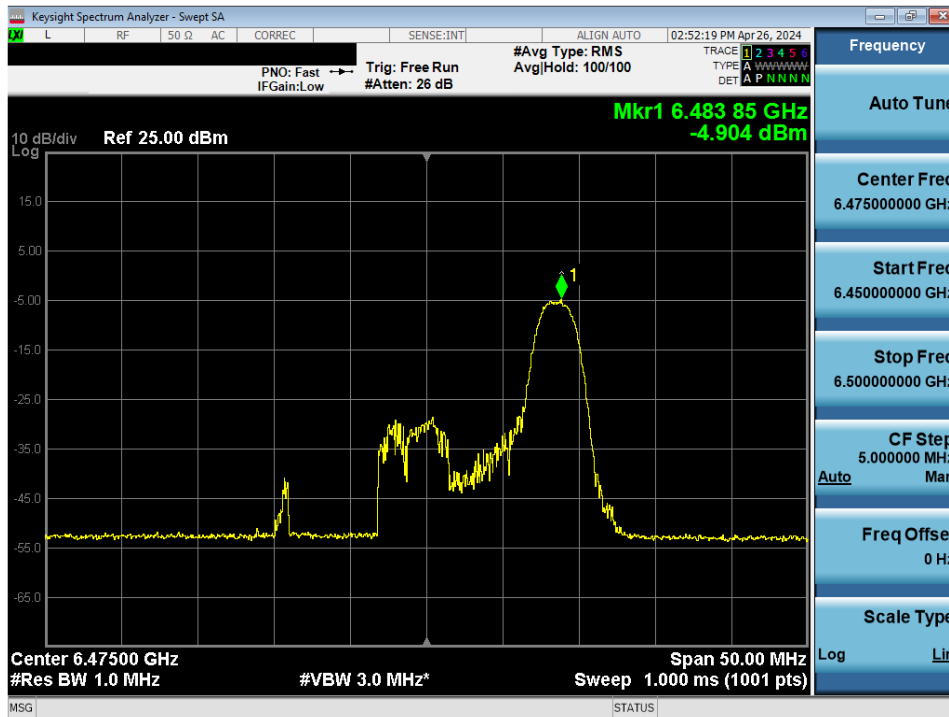 Keysight Spectrum Analyzer - Swept SA
LXI L RF 50 Ω AC CORREC SENSE:INT ALIGN AUTO 02:52:19 PM Apr 26, 2024
PNO: Fast
IFGain:Low
Trig: Free Run
#Atten: 26 dB
#Avg Type: RMS
Avg|Hold: 100/100
TRACE 1 2 3 4 5 6
TYPE A WWWWW
DET A P N N N N
Mkr1 6.483 85 GHz
-4.904 dBm
10 dB/div Ref 25.00 dBm
Log
15.0
5.00
-5.00
-15.0
-25.0
-35.0
-45.0
-55.0
-65.0
1
Center 6.47500 GHz Span 50.00 MHz
#Res BW 1.0 MHz #VBW 3.0 MHz* Sweep 1.000 ms (1001 pts)
MSG STATUS
Frequency
Auto Tune
Center Freq
6.475000000 GHz
Start Freq
6.450000000 GHz
Stop Freq
6.500000000 GHz
CF Step
5.000000 MHz
Auto Man
Freq Offset
0 Hz
Scale Type
Log Lin